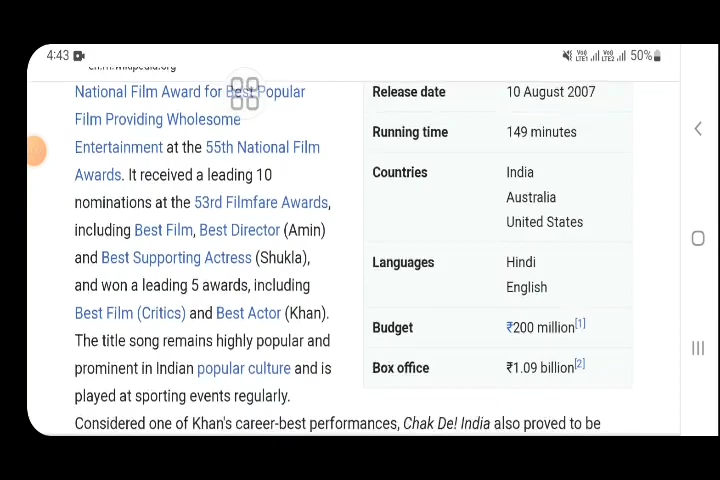 4:43
LTE1 LTE2 50%
en.m.wikipedia.org
National Film Award for Best Popular
Film Providing Wholesome
Entertainment at the 55th National Film
Awards. It received a leading 10
nominations at the 53rd Filmfare Awards,
including Best Film, Best Director (Amin)
and Best Supporting Actress (Shukla),
and won a leading 5 awards, including
Best Film (Critics) and Best Actor (Khan).
The title song remains highly popular and
prominent in Indian popular culture and is
played at sporting events regularly.
Release date 10 August 2007
Running time 149 minutes
Countries India
Australia
United States
Languages Hindi
English
Budget ₹200 million[1]
Box office ₹1.09 billion[2]
Considered one of Khan's career-best performances, Chak De! India also proved to be